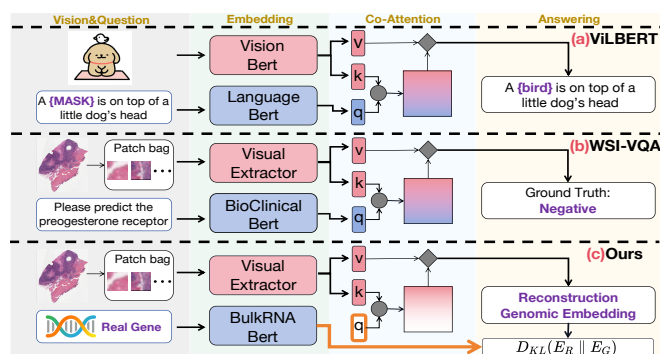 Vision&Question Embedding Co-Attention Answering
(a)ViLBERT
Vision
Bert
v
k
A {MASK} is on top of a
little dog's head
Language
Bert
q
A {bird} is on top of a
little dog's head
(b)WSI-VQA
Patch bag
Visual
Extractor
v
k
Please predict the
preogesterone receptor
BioClinical
Bert
q
Ground Truth:
Negative
(c)Ours
Patch bag
Visual
Extractor
v
k
Reconstruction
Genomic Embedding
Real Gene
BulkRNA
Bert
q
D_{KL}(E_R ∥ E_G)